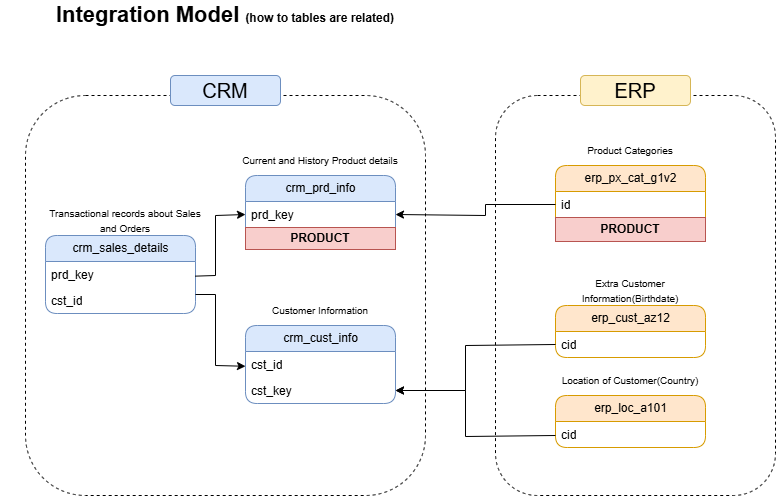 Integration Model (how to tables are related)
CRM
ERP
Current and History Product details
crm_prd_info
prd_key
PRODUCT
Transactional records about Sales
and Orders
crm_sales_details
prd_key
cst_id
Customer Information
crm_cust_info
cst_id
cst_key
Product Categories
erp_px_cat_g1v2
id
PRODUCT
Extra Customer
Information(Birthdate)
erp_cust_az12
cid
Location of Customer(Country)
erp_loc_a101
cid